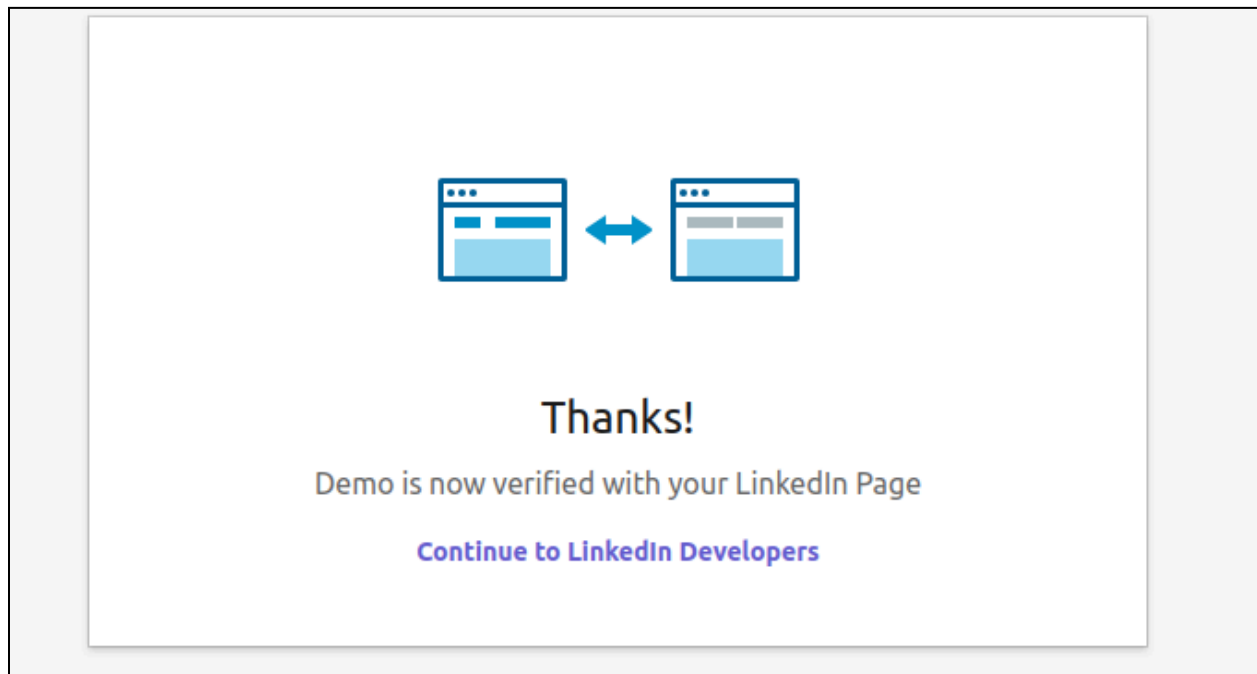 Thanks!
Demo is now verified with your LinkedIn Page
Continue to LinkedIn Developers